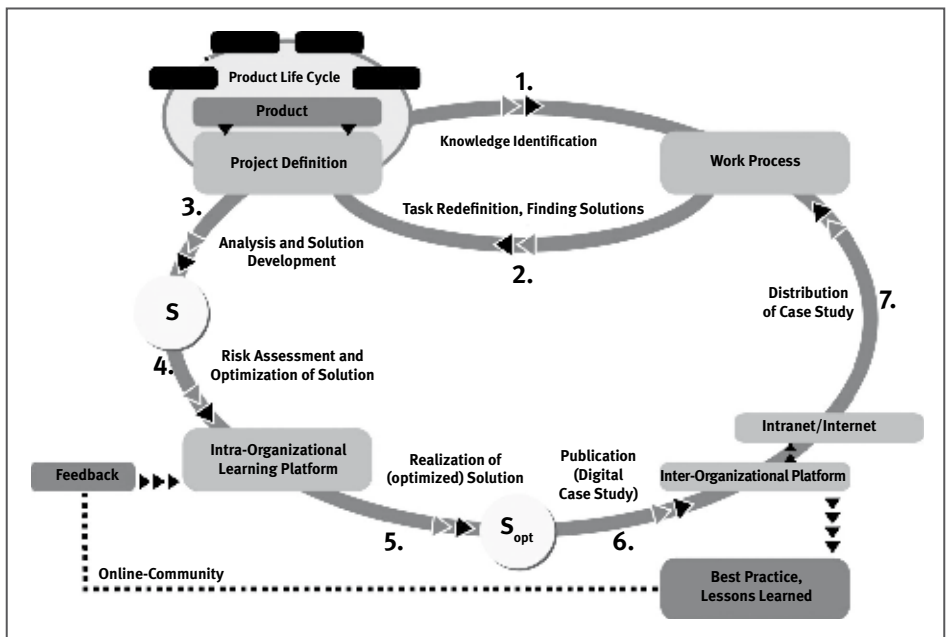 Product Life Cycle
Product
Project Definition
1.
Knowledge Identification
Work Process
Task Redefinition, Finding Solutions
2.
3.
Analysis and Solution
Development
S
4.
Risk Assessment and
Optimization of Solution
Distribution
of Case Study
7.
Intranet/Internet
Intra-Organizational
Learning Platform
Feedback
Realization of
(optimized) Solution
Publication
(Digital
Case Study)
Inter-Organizational Platform
5.
Sopt
6.
Online-Community
Best Practice,
Lessons Learned